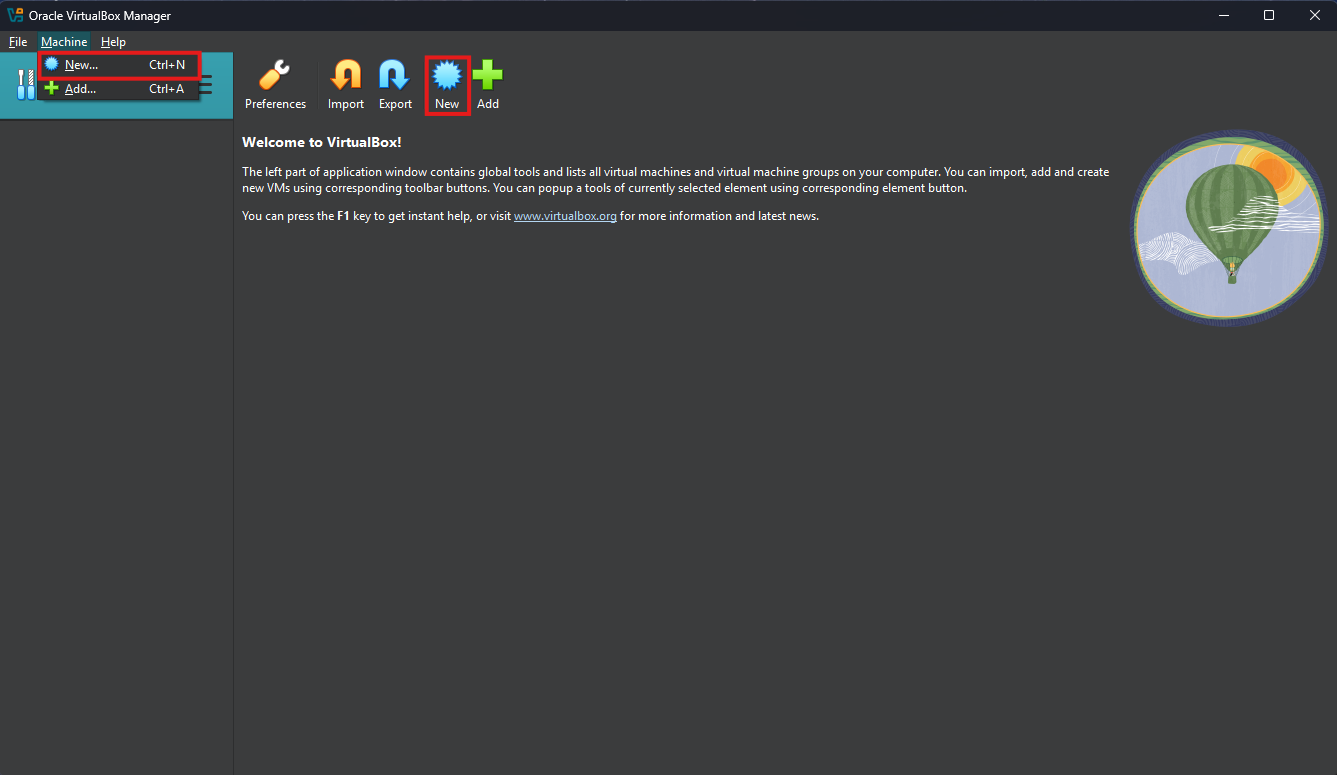 Oracle VirtualBox Manager
File Machine Help
New... Ctrl+N
Add... Ctrl+A
Preferences Import Export New Add
Welcome to VirtualBox!
The left part of application window contains global tools and lists all virtual machines and virtual machine groups on your computer. You can import, add and create
new VMs using corresponding toolbar buttons. You can popup a tools of currently selected element using corresponding element button.
You can press the F1 key to get instant help, or visit www.virtualbox.org for more information and latest news.